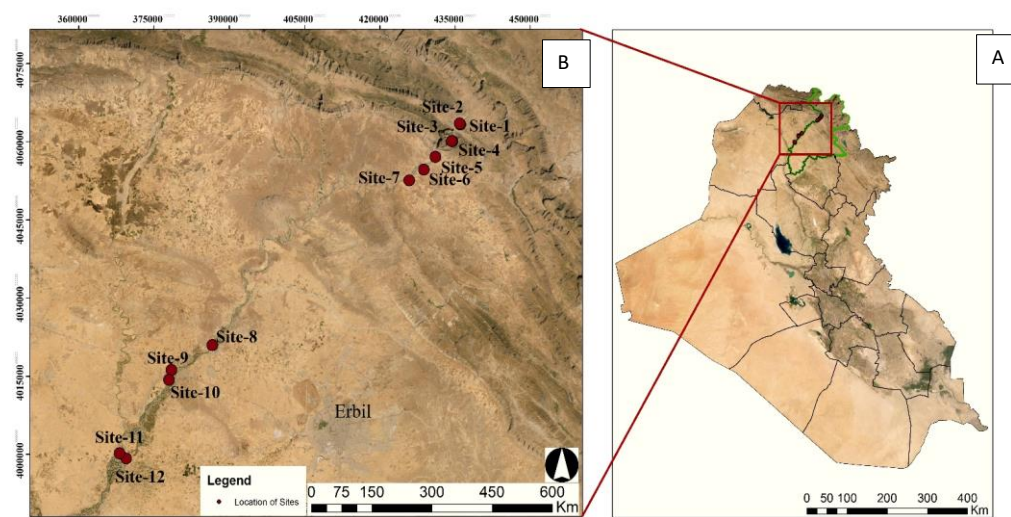 360000 375000 390000 405000 420000 435000 450000
B
A
4075000
4060000
4045000
4030000
4015000
4000000
Site-2
Site-3
Site-1
Site-4
Site-5
Site-7
Site-6
Site-8
Site-9
Site-10
Erbil
Site-11
Site-12
Legend
Location of Sites
0 75 150 300 450 600
Km
0 50 100 200 300 400
Km